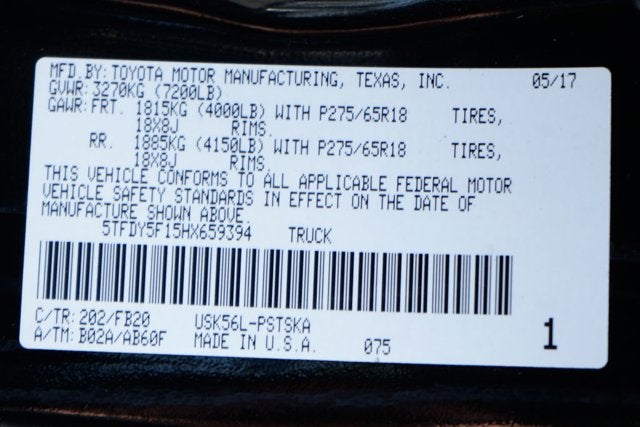 MFD.BY:TOYOTA MOTOR MANUFACTURING, TEXAS, INC. 05/17
GVWR:3270KG (7200LB)
GAWR:FRT. 1815KG (4000LB) WITH P275/65R18 TIRES,
18X8J RIMS.
RR. 1885KG (4150LB) WITH P275/65R18 TIRES,
18X8J RIMS.
THIS VEHICLE CONFORMS TO ALL APPLICABLE FEDERAL MOTOR
VEHICLE SAFETY STANDARDS IN EFFECT ON THE DATE OF
MANUFACTURE SHOWN ABOVE.
5TFDY5F15HX659394 TRUCK
C/TR:202/FB20 USK56L-PSTSKA
A/TM:B02A/AB60F MADE IN U.S.A. 075 1